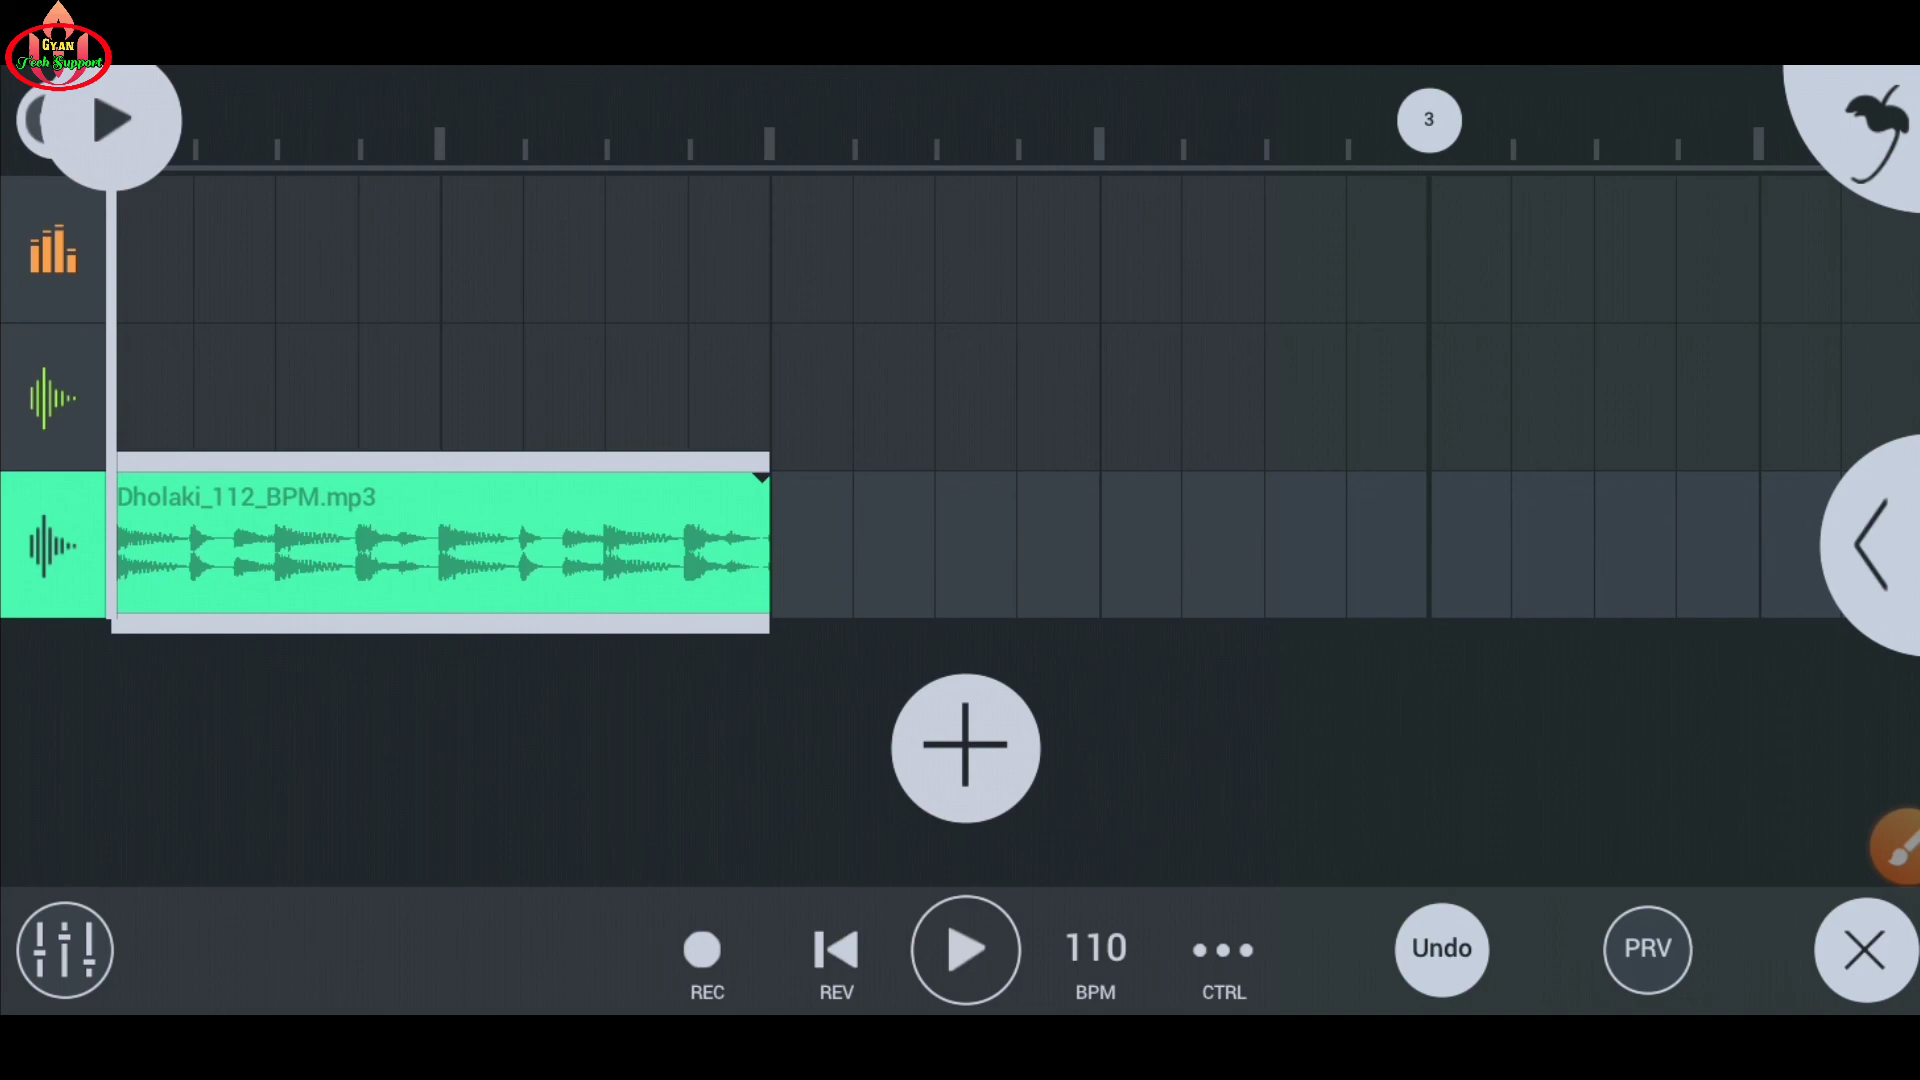 Gyan
Tech Support
3
Dholaki_112_BPM.mp3
110
Undo
PRV
REC
REV
BPM
CTRL